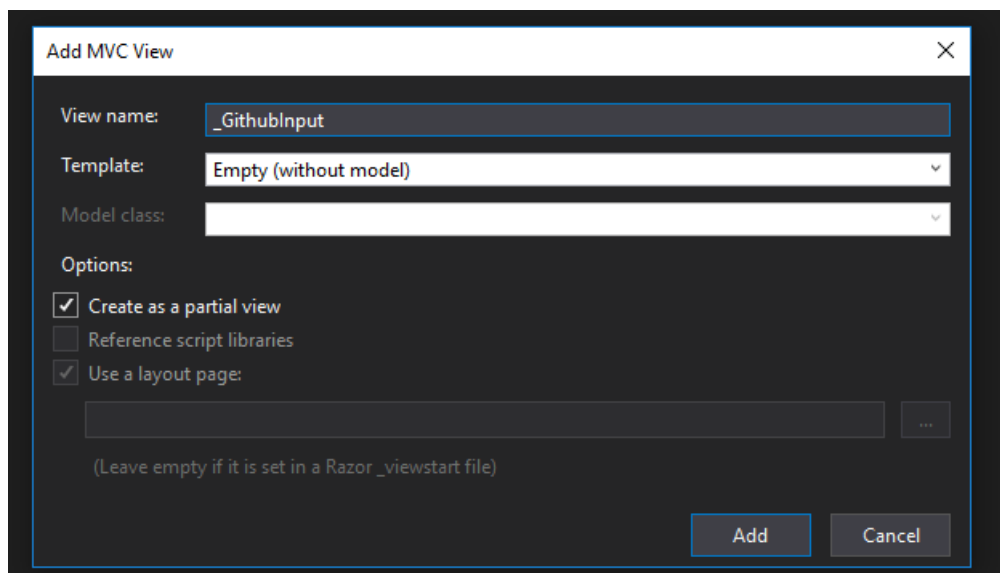 Add MVC View
View name: _GithubInput
Template: Empty (without model)
Model class:
Options:
Create as a partial view
Reference script libraries
Use a layout page:
...
(Leave empty if it is set in a Razor _viewstart file)
Add Cancel